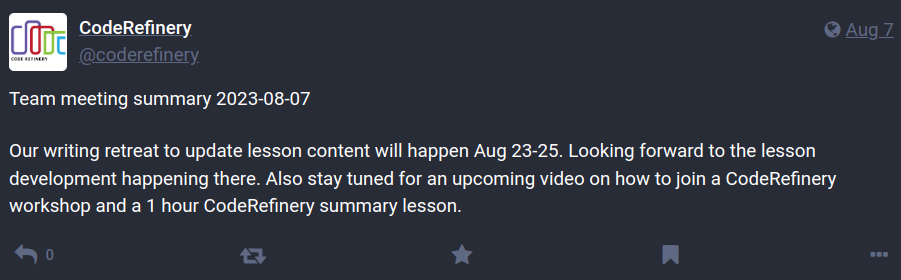 CodeRefinery
Aug 7
@coderefinery
CODE REFINERY
Team meeting summary 2023-08-07
Our writing retreat to update lesson content will happen Aug 23-25. Looking forward to the lesson
development happening there. Also stay tuned for an upcoming video on how to join a CodeRefinery
workshop and a 1 hour CodeRefinery summary lesson.
0